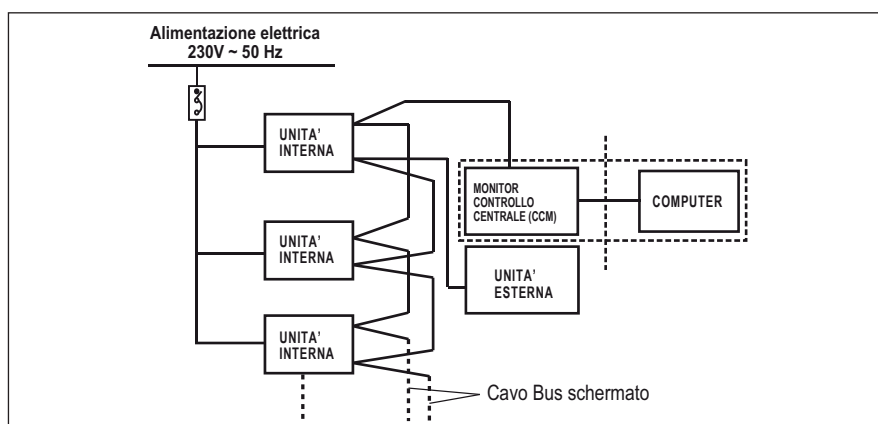 Alimentazione elettrica
230V ~ 50 Hz
UNITA'
INTERNA
MONITOR
CONTROLLO
CENTRALE (CCM)
COMPUTER
UNITA'
INTERNA
UNITA'
ESTERNA
UNITA'
INTERNA
Cavo Bus schermato